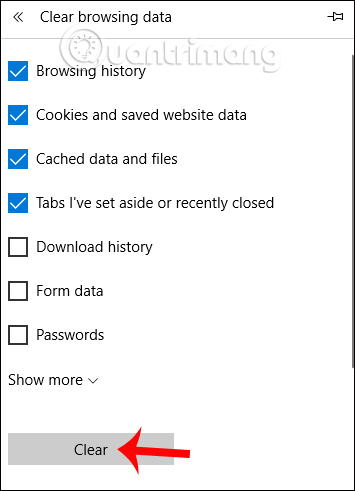 Clear browsing data
Quantrimang
Browsing history
Cookies and saved website data
Cached data and files
Tabs I've set aside or recently closed
Download history
Form data
Passwords
Show more
Clear